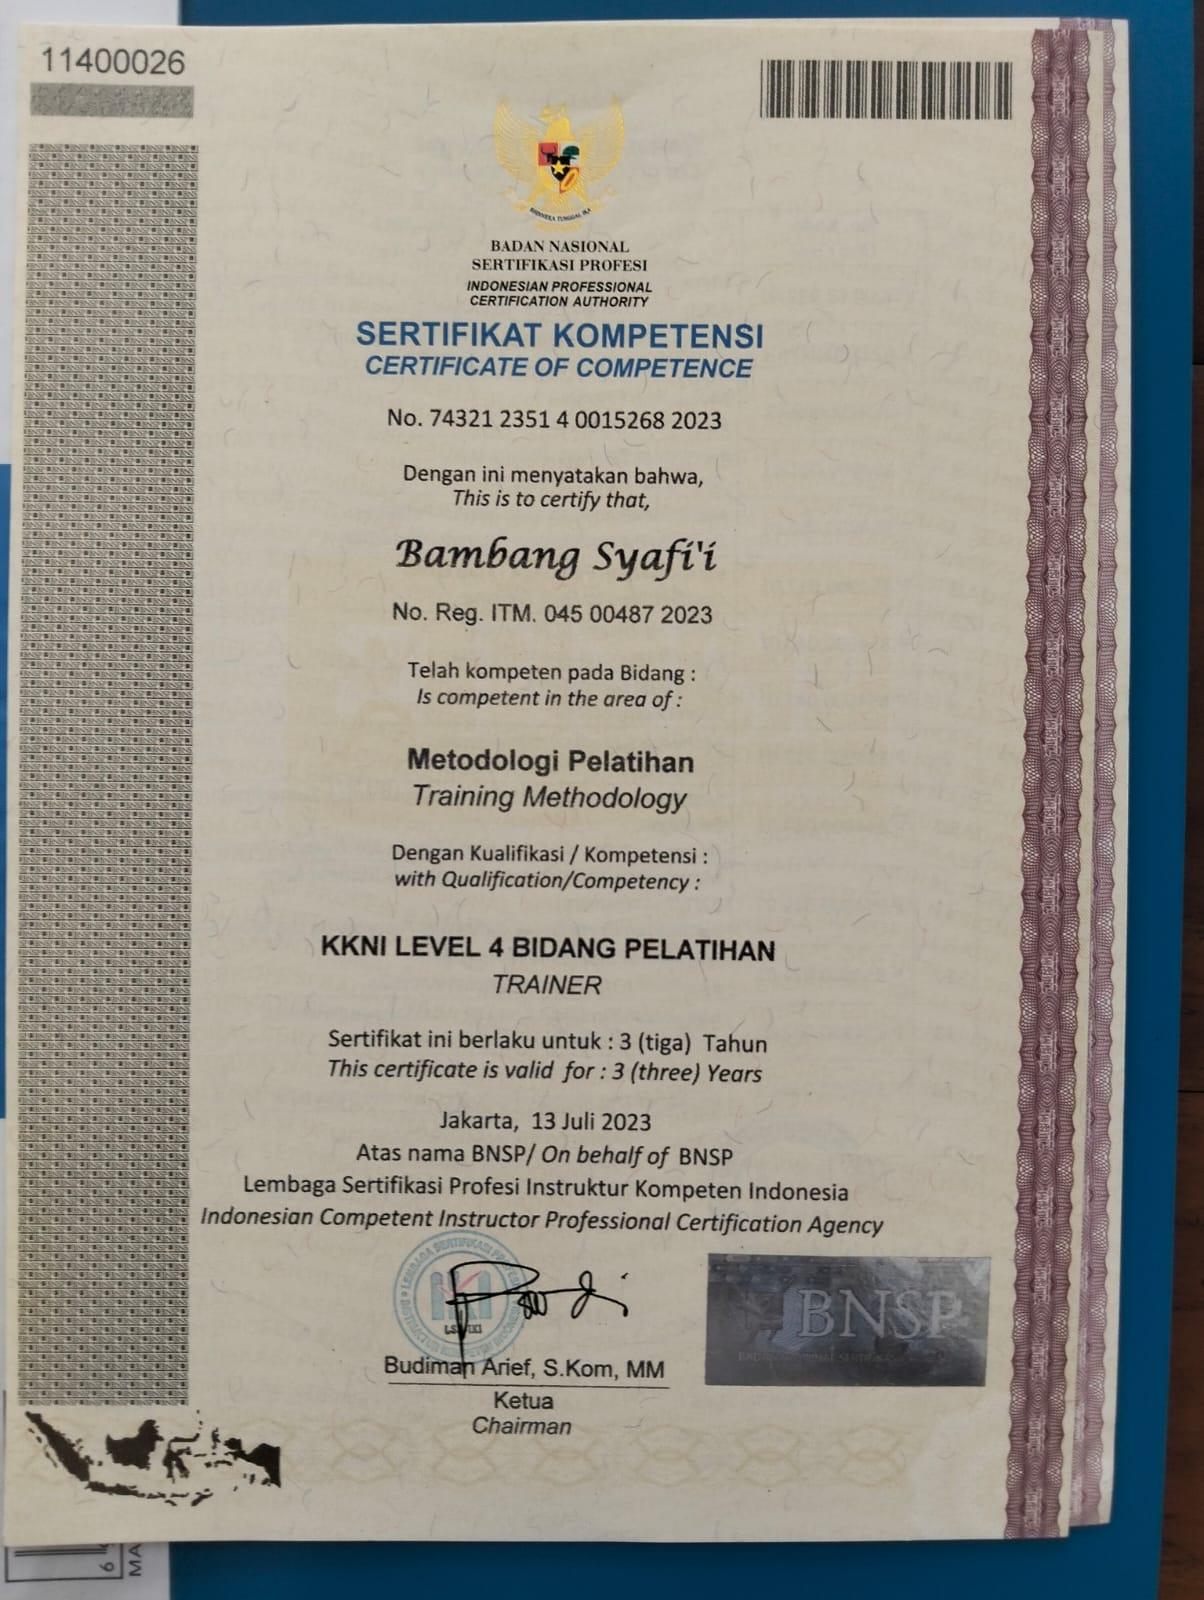 11400026
BHINNEKA TUNGGAL IKA
BADAN NASIONAL
SERTIFIKASI PROFESI
INDONESIAN PROFESSIONAL
CERTIFICATION AUTHORITY
SERTIFIKAT KOMPETENSI
CERTIFICATE OF COMPETENCE
No. 74321 2351 4 0015268 2023
Dengan ini menyatakan bahwa,
This is to certify that,
Bambang Syafi'i
No. Reg. ITM. 045 00487 2023
Telah kompeten pada Bidang :
Is competent in the area of :
Metodologi Pelatihan
Training Methodology
Dengan Kualifikasi / Kompetensi :
with Qualification/Competency :
KKNI LEVEL 4 BIDANG PELATIHAN
TRAINER
Sertifikat ini berlaku untuk : 3 (tiga) Tahun
This certificate is valid for : 3 (three) Years
Jakarta, 13 Juli 2023
Atas nama BNSP/ On behalf of BNSP
Lembaga Sertifikasi Profesi Instruktur Kompeten Indonesia
Indonesian Competent Instructor Professional Certification Agency
BNSP
Budiman Arief, S.Kom, MM
Ketua
Chairman
MA